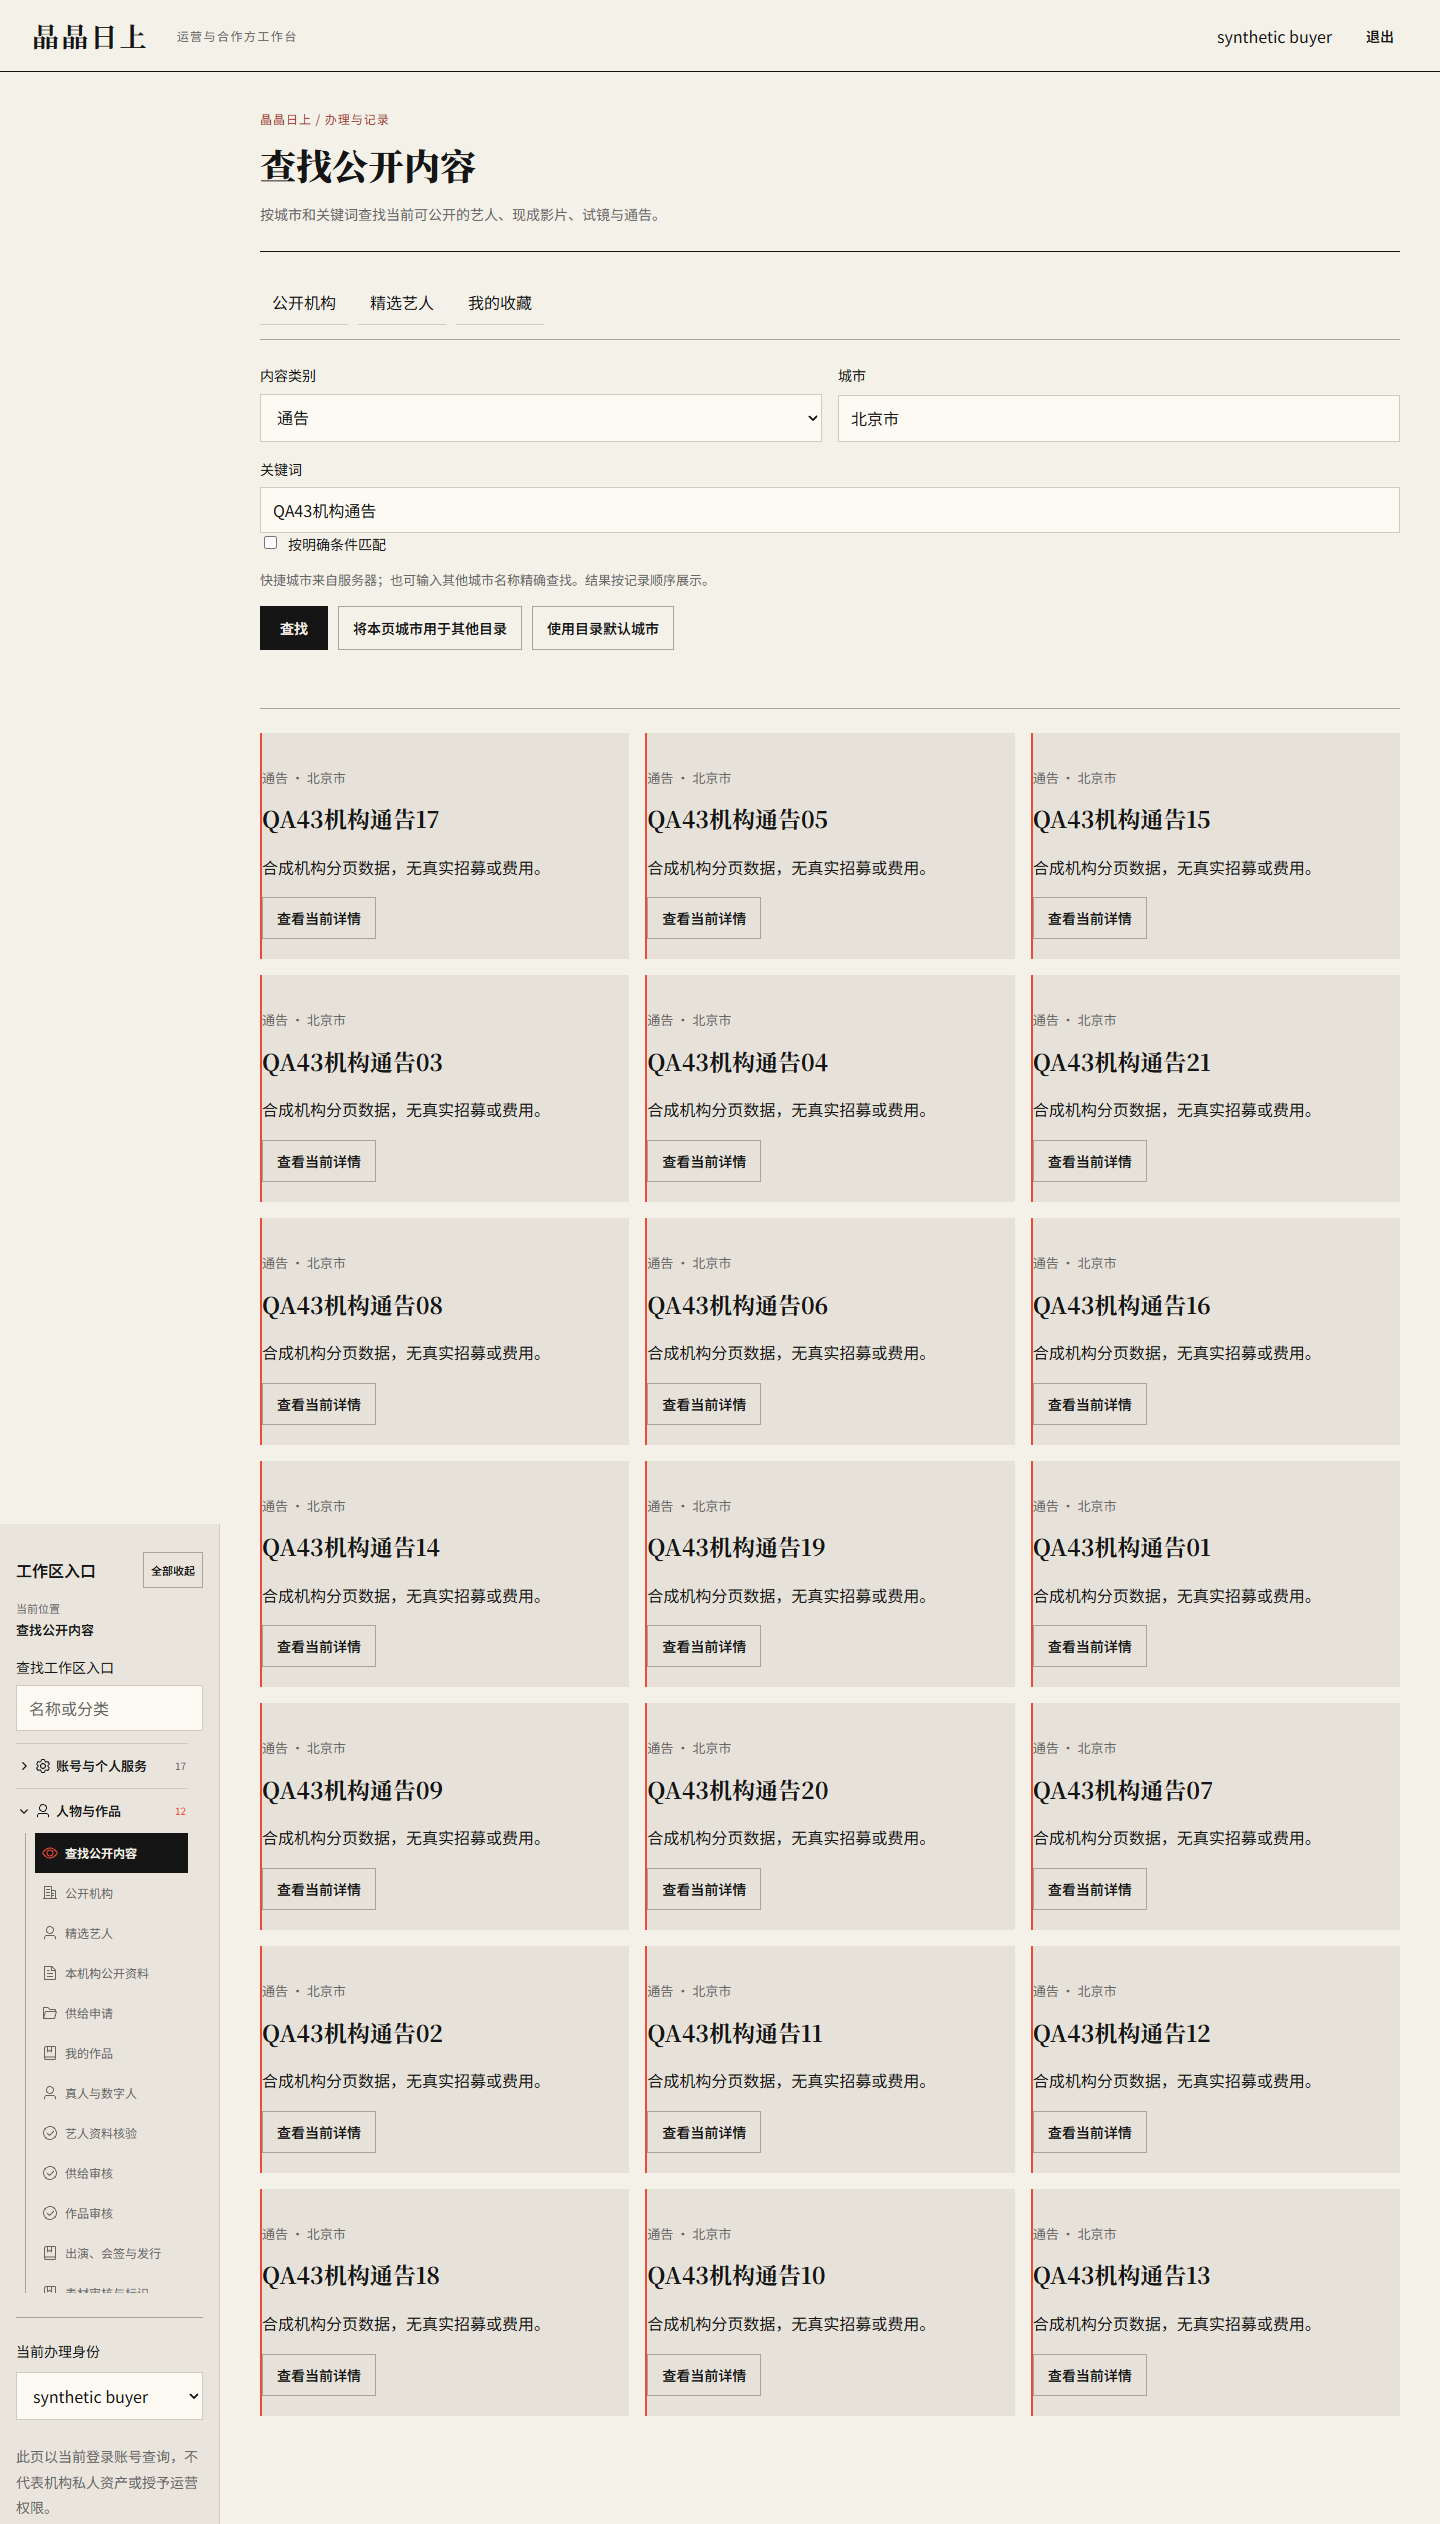 晶晶日上
运营与合作方工作台
synthetic buyer
退出
晶晶日上 / 办理与记录
查找公开内容
按城市和关键词查找当前可公开的艺人、现成影片、试镜与通告。
公开机构
精选艺人
我的收藏
内容类别
城市
通告
北京市
关键词
QA43机构通告
按明确条件匹配
快捷城市来自服务器；也可输入其他城市名称精确查找。结果按记录顺序展示。
查找
将本页城市用于其他目录
使用目录默认城市
通告 · 北京市
QA43机构通告17
合成机构分页数据，无真实招募或费用。
查看当前详情
通告 · 北京市
QA43机构通告05
合成机构分页数据，无真实招募或费用。
查看当前详情
通告 · 北京市
QA43机构通告15
合成机构分页数据，无真实招募或费用。
查看当前详情
通告 · 北京市
QA43机构通告03
合成机构分页数据，无真实招募或费用。
查看当前详情
通告 · 北京市
QA43机构通告04
合成机构分页数据，无真实招募或费用。
查看当前详情
通告 · 北京市
QA43机构通告21
合成机构分页数据，无真实招募或费用。
查看当前详情
通告 · 北京市
QA43机构通告08
合成机构分页数据，无真实招募或费用。
查看当前详情
通告 · 北京市
QA43机构通告06
合成机构分页数据，无真实招募或费用。
查看当前详情
通告 · 北京市
QA43机构通告16
合成机构分页数据，无真实招募或费用。
查看当前详情
通告 · 北京市
QA43机构通告14
合成机构分页数据，无真实招募或费用。
查看当前详情
通告 · 北京市
QA43机构通告19
合成机构分页数据，无真实招募或费用。
查看当前详情
通告 · 北京市
QA43机构通告01
合成机构分页数据，无真实招募或费用。
查看当前详情
通告 · 北京市
QA43机构通告09
合成机构分页数据，无真实招募或费用。
查看当前详情
通告 · 北京市
QA43机构通告20
合成机构分页数据，无真实招募或费用。
查看当前详情
通告 · 北京市
QA43机构通告07
合成机构分页数据，无真实招募或费用。
查看当前详情
通告 · 北京市
QA43机构通告02
合成机构分页数据，无真实招募或费用。
查看当前详情
通告 · 北京市
QA43机构通告11
合成机构分页数据，无真实招募或费用。
查看当前详情
通告 · 北京市
QA43机构通告12
合成机构分页数据，无真实招募或费用。
查看当前详情
通告 · 北京市
QA43机构通告18
合成机构分页数据，无真实招募或费用。
查看当前详情
通告 · 北京市
QA43机构通告10
合成机构分页数据，无真实招募或费用。
查看当前详情
通告 · 北京市
QA43机构通告13
合成机构分页数据，无真实招募或费用。
查看当前详情
工作区入口
全部收起
当前位置
查找公开内容
查找工作区入口
名称或分类
账号与个人服务 17
人物与作品 12
查找公开内容
公开机构
精选艺人
本机构公开资料
供给申请
我的作品
真人与数字人
艺人资料核验
供给审核
作品审核
出演、会签与发行
当前办理身份
synthetic buyer
此页以当前登录账号查询，不
代表机构私人资产或授予运营
权限。